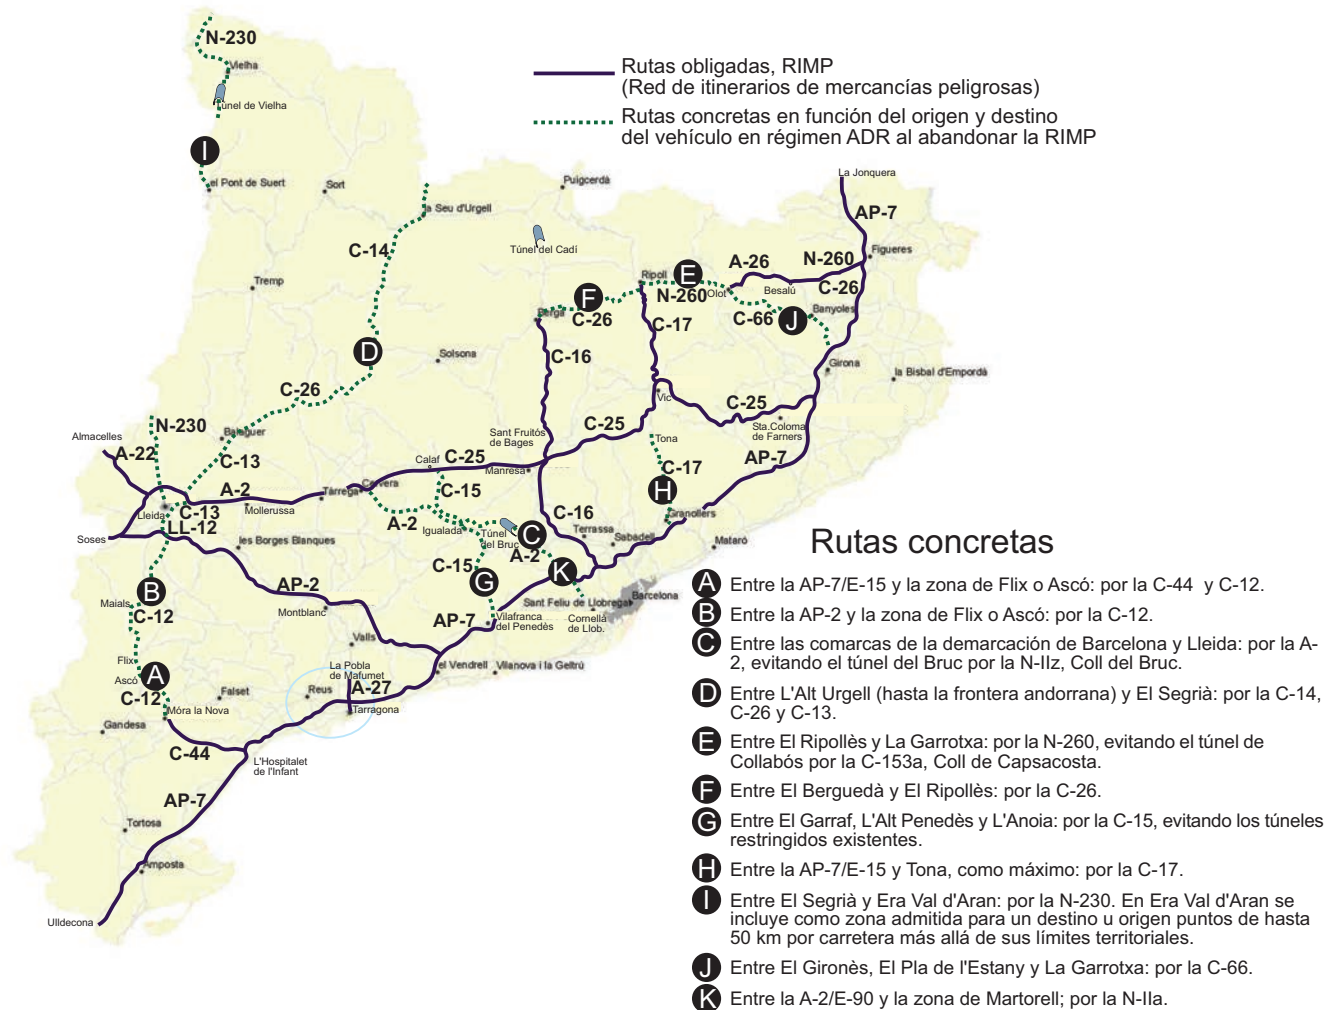 N-230
Vielha
Túnel de Vielha
Rutas obligadas, RIMP
(Red de itinerarios de mercancías peligrosas)
Rutas concretas en función del origen y destino
del vehículo en régimen ADR al abandonar la RIMP
I
el Pont de Suert
Sort
Puigcerdà
La Jonquera
la Seu d'Urgell
AP-7
C-14
Túnel del Cadí
Figueres
Tremp
Ripoll
E
A-26
N-260
N-260
Olot
Besalú
C-26
F
Berga
C-26
C-17
C-66
J
Banyoles
D
Solsona
C-16
Girona
la Bisbal d'Empordà
C-26
Vic
C-25
Sta.Coloma
de Farners
N-230
Balaguer
Almacelles
A-22
C-13
Sant Fruitós
de Bages
C-25
Tona
AP-7
Calaf
C-25
Manresa
C-17
Cervera
Tàrrega
A-2
Mollerussa
C-15
H
Lleida
C-13
LL-12
A-2
Igualada
Túnel
del Bruc
C
A-2
C-16
Terrassa
Sabadell
Granollers
Mataró
Soses
les Borges Blanques
C-15
G
K
B
AP-2
Maials
C-12
Montblanc
AP-7
Vilafranca
del Penedès
Sant Feliu de Llobregat
Barcelona
Cornellà
de Llob.
Valls
Flix
Ascó
A
C-12
La Pobla
de Mafumet
el Vendrell
Vilanova i la Geltrú
Falset
Reus
A-27
Móra la Nova
Tarragona
Gandesa
C-44
L'Hospitalet
de l'Infant
AP-7
Tortosa
Amposta
Ulldecona
Rutas concretas
A Entre la AP-7/E-15 y la zona de Flix o Ascó: por la C-44 y C-12.
B Entre la AP-2 y la zona de Flix o Ascó: por la C-12.
C Entre las comarcas de la demarcación de Barcelona y Lleida: por la A-
2, evitando el túnel del Bruc por la N-IIz, Coll del Bruc.
D Entre L'Alt Urgell (hasta la frontera andorrana) y El Segrià: por la C-14,
C-26 y C-13.
E Entre El Ripollès y La Garrotxa: por la N-260, evitando el túnel de
Collabós por la C-153a, Coll de Capsacosta.
F Entre El Berguedà y El Ripollès: por la C-26.
G Entre El Garraf, L'Alt Penedès y L'Anoia: por la C-15, evitando los túneles
restringidos existentes.
H Entre la AP-7/E-15 y Tona, como máximo: por la C-17.
I Entre El Segrià y Era Val d'Aran: por la N-230. En Era Val d'Aran se
incluye como zona admitida para un destino u origen puntos de hasta
50 km por carretera más allá de sus límites territoriales.
J Entre El Gironès, El Pla de l'Estany y La Garrotxa: por la C-66.
K Entre la A-2/E-90 y la zona de Martorell; por la N-IIa.